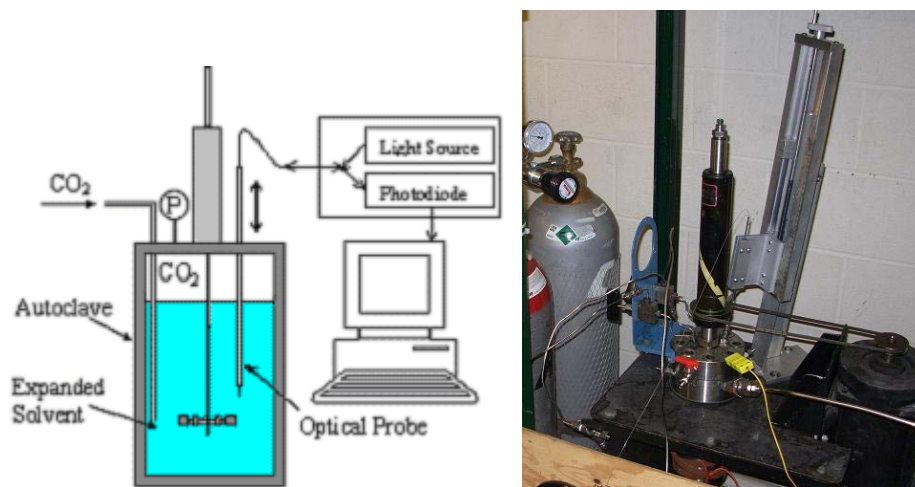 Light Source
Photodiode
CO₂
P
CO₂
Autoclave
Expanded
Solvent
Optical Probe